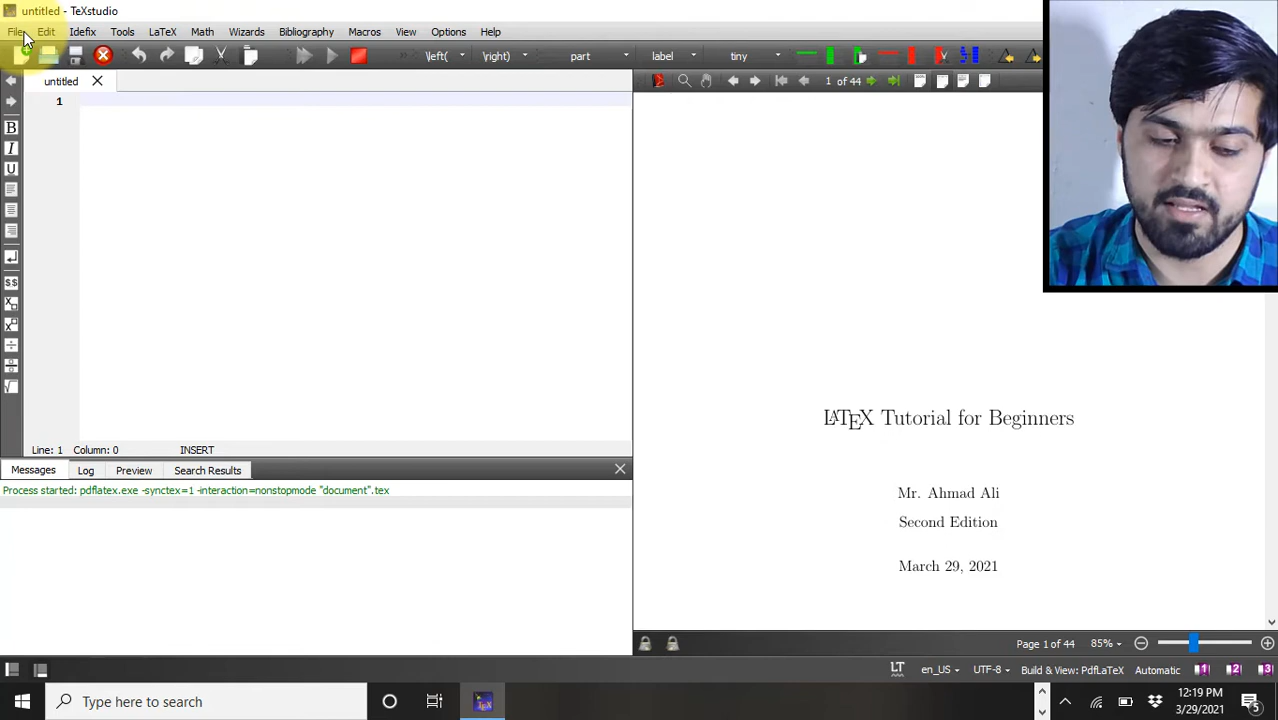 untitled - TeXstudio
File Edit Idefix Tools LaTeX Math Wizards Bibliography Macros View Options Help
\left( \right) part label tiny
untitled
1 of 44
1
B
I
U
$$
LATEX Tutorial for Beginners
Mr. Ahmad Ali
Second Edition
March 29, 2021
Line: 1 Column: 0 INSERT
Messages Log Preview Search Results
Process started: pdflatex.exe -synctex=1 -interaction=nonstopmode "document".tex
Page 1 of 44 85%
LT en_US UTF-8 Build & View: PdfLaTeX Automatic 1 2 3
Type here to search
12:19 PM
3/29/2021
5